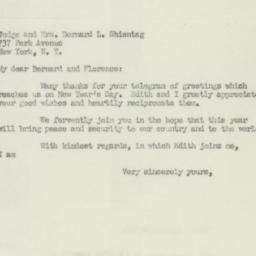 Judge and Mrs. Bernard L. Shientag
737 Park Avenue
New York, N. Y.
My dear Bernard and Florence:
Many thanks for your telegram of greetings which
reaches us on New Year's Day. Edith and I greatly appreciate
your good wishes and heartily reciprocate them.
We fervently join you in the hope that this year
will bring peace and security to our country and to the world.
With kindest regards, in which Edith joins me,
I am
Very sincerely yours,